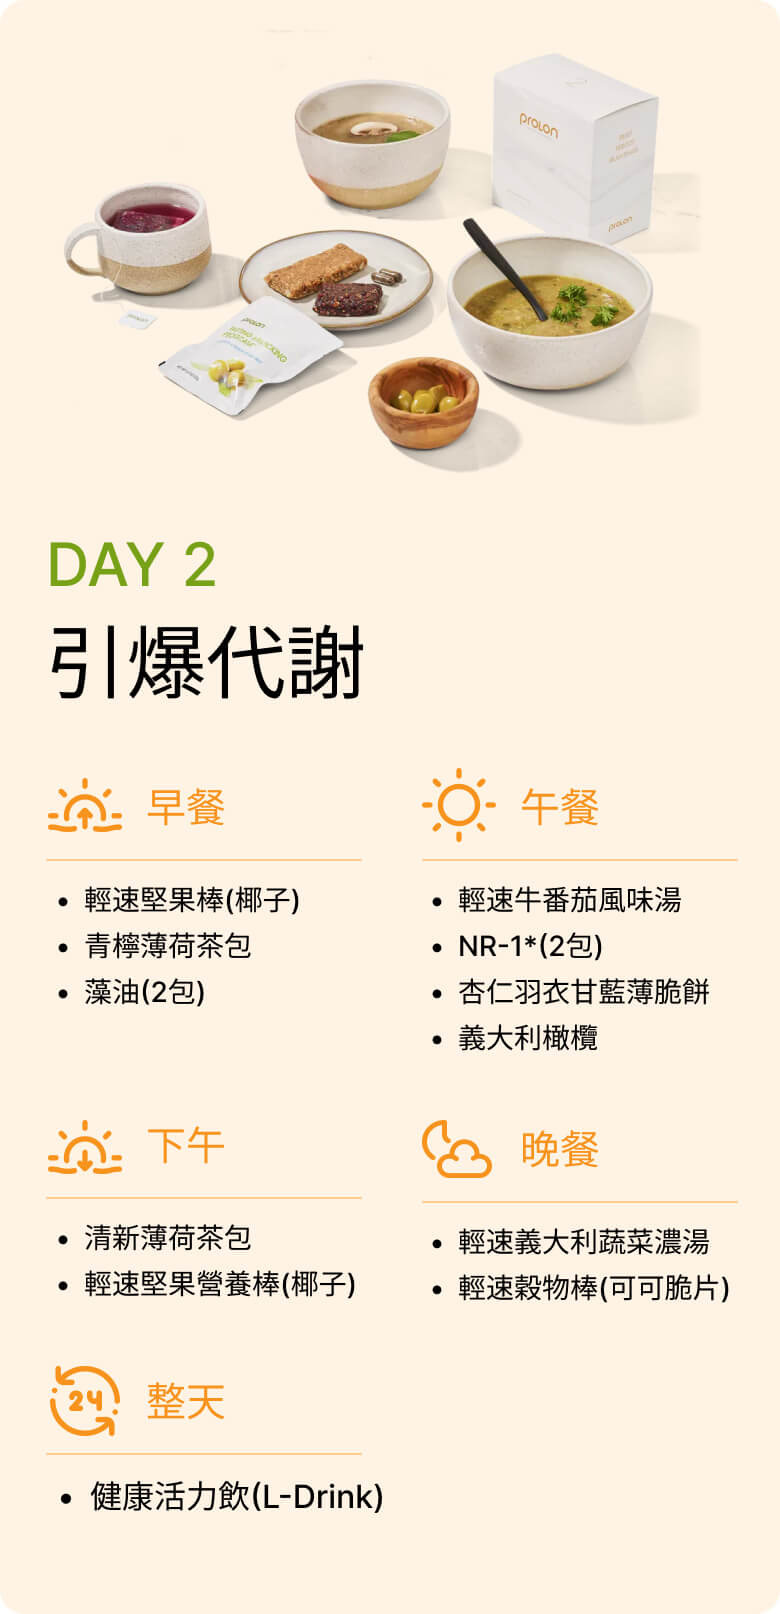 2
PROLON
PROLON
PROLON
PROLON
DAY 2
引爆代謝
早餐
輕速堅果棒(椰子)
青檸薄荷茶包
藻油(2包)
午餐
輕速牛番茄風味湯
NR-1*(2包)
杏仁羽衣甘藍薄脆餅
義大利橄欖
下午
清新薄荷茶包
輕速堅果營養棒(椰子)
晚餐
輕速義大利蔬菜濃湯
輕速穀物棒(可可脆片)
24
整天
健康活力飲(L-Drink)